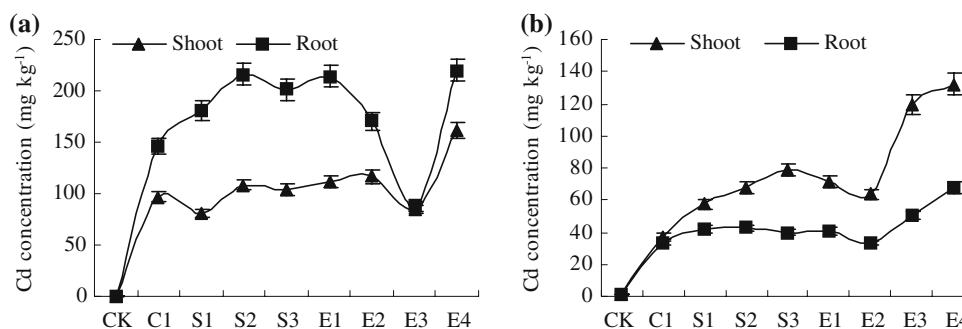 (a)
Shoot Root
Cd concentration (mg kg-1)
250
200
150
100
50
0
CK C1 S1 S2 S3 E1 E2 E3 E4
(b)
Shoot Root
Cd concentration (mg kg-1)
160
140
120
100
80
60
40
20
0
CK C1 S1 S2 S3 E1 E2 E3 E4